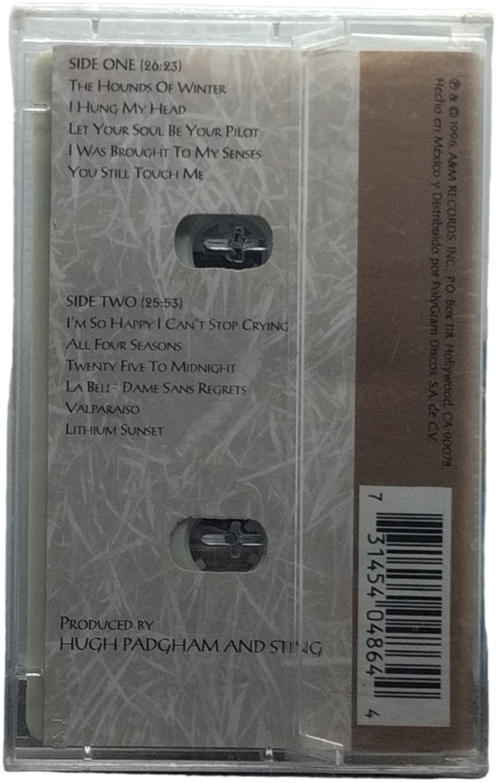 SIDE ONE (26:23)
THE HOUNDS OF WINTER
I HUNG MY HEAD
LET YOUR SOUL BE YOUR PILOT
I WAS BROUGHT TO MY SENSES
YOU STILL TOUCH ME
SIDE TWO (25:53)
I'M SO HAPPY I CAN'T STOP CRYING
ALL FOUR SEASONS
TWENTY FIVE TO MIDNIGHT
LA BELLE DAME SANS REGRETS
VALPARAISO
LITHIUM SUNSET
PRODUCED BY
HUGH PADGHAM AND STING
℗ & © 1996, A&M RECORDS, INC., P.O. Box 118, Hollywood, CA 90078.
Hecho en México y Distribuido por PolyGram Discos, S.A. de C.V.
7 31454 04864 4